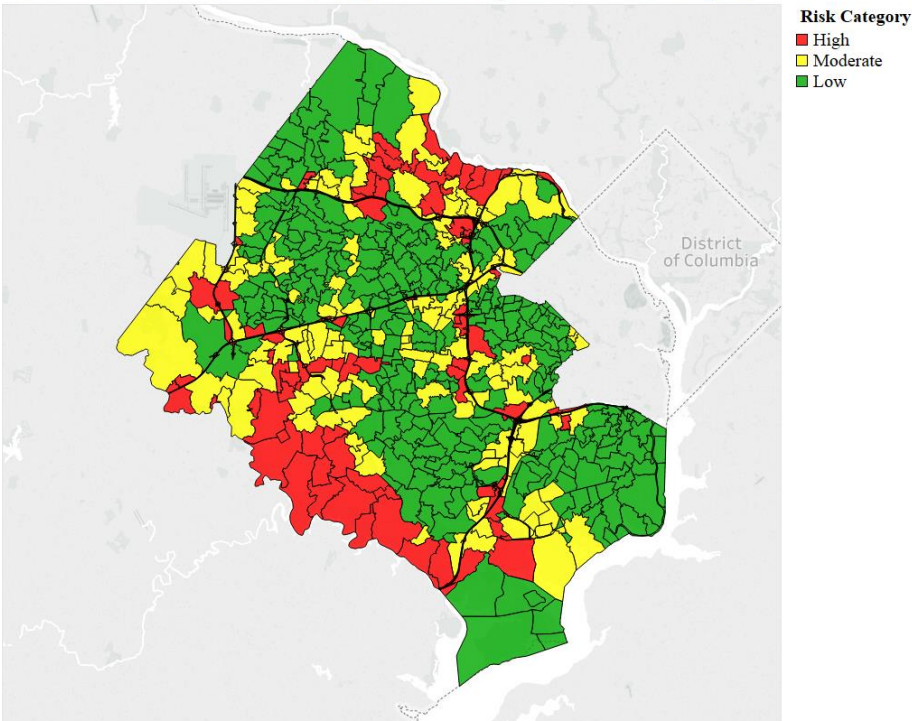 Risk Category
High
Moderate
Low
District
of Columbia